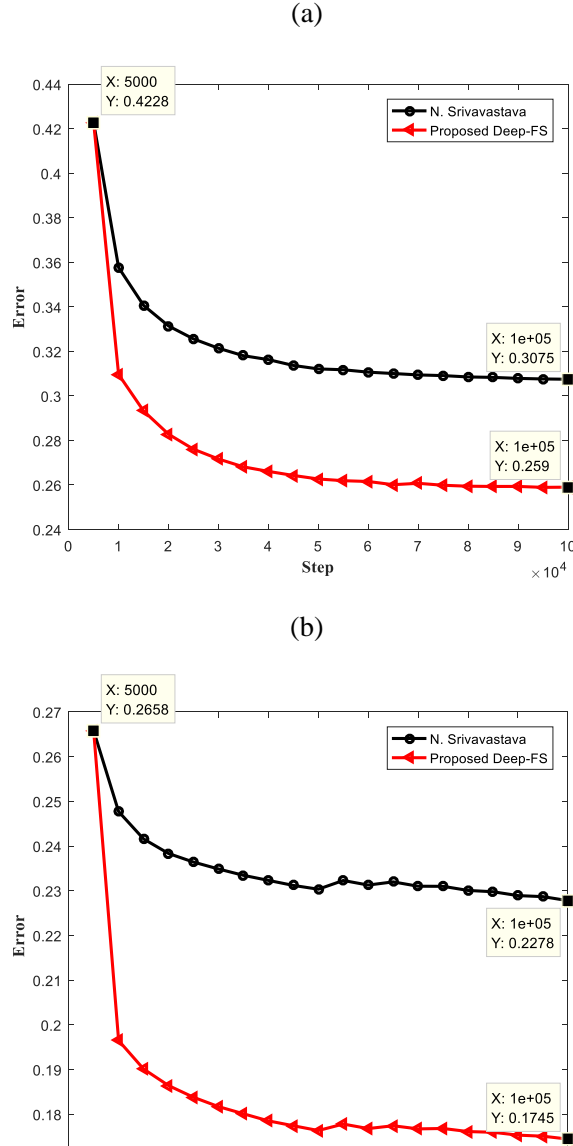 (a)
X: 5000
Y: 0.4228
0.44
0.42
0.4
0.38
0.36
0.34
0.32
0.3
0.28
0.26
0.24
Error
N. Srivavastava
Proposed Deep-FS
X: 1e+05
Y: 0.3075
X: 1e+05
Y: 0.259
0 1 2 3 4 5 6 7 8 9 10
Step
× 10^4
(b)
X: 5000
Y: 0.2658
0.27
0.26
0.25
0.24
0.23
0.22
0.21
0.2
0.19
0.18
Error
N. Srivavastava
Proposed Deep-FS
X: 1e+05
Y: 0.2278
X: 1e+05
Y: 0.1745